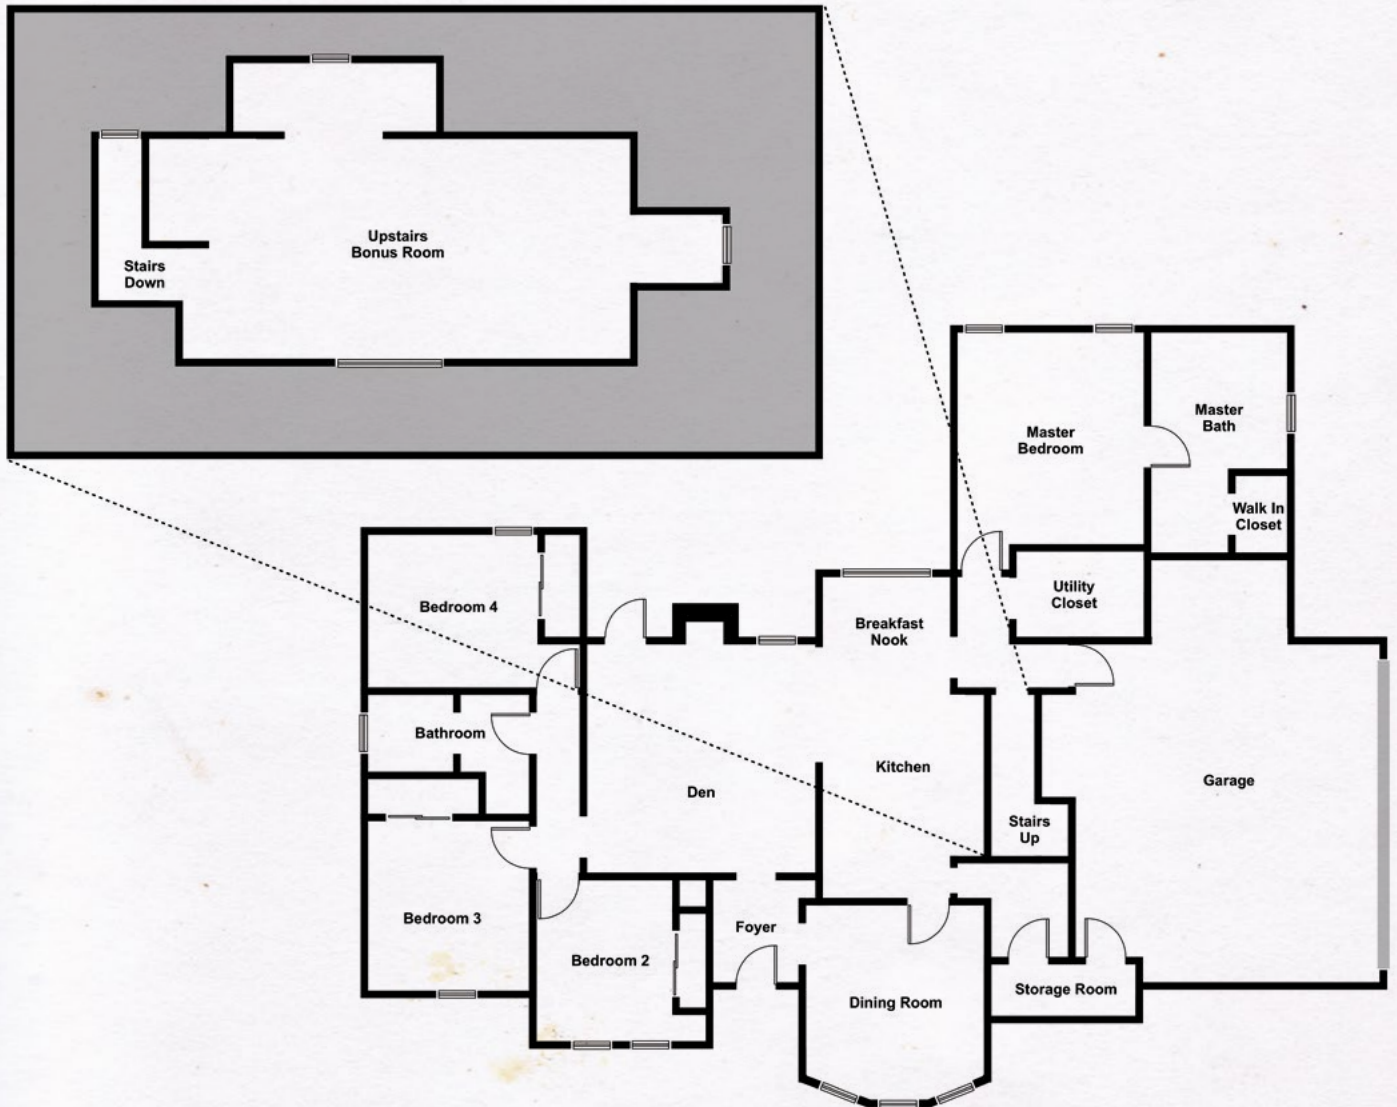 Upstairs
Bonus Room
Stairs
Down
Master
Bath
Master
Bedroom
Walk In
Closet
Utility
Closet
Bedroom 4
Breakfast
Nook
Bathroom
Kitchen
Den
Garage
Stairs
Up
Bedroom 3
Foyer
Bedroom 2
Storage Room
Dining Room